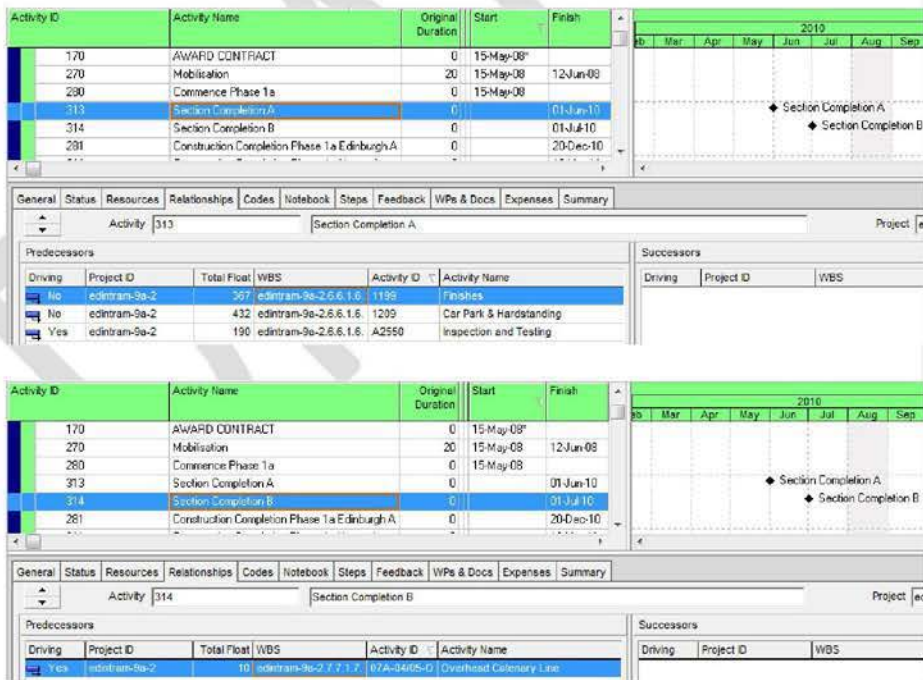 Activity ID Activity Name Original Duration Start Finish
2010
eb Mar Apr May Jun Jul Aug Sep
170 AWARD CONTRACT 0 15-May-08*
270 Mobilisation 20 15-May-08 12-Jun-08
280 Commence Phase 1a 0 15-May-08
313 Section Completion A 0 01-Jun-10
Section Completion A
314 Section Completion B 0 01-Jul-10
Section Completion B
281 Construction Completion Phase 1a Edinburgh A 0 20-Dec-10
General Status Resources Relationships Codes Notebook Steps Feedback WPs & Docs Expenses Summary
Activity 313 Section Completion A Project e
Predecessors Successors
Driving Project ID Total Float WBS Activity ID Activity Name Driving Project ID WBS
No edintram-9a-2 367 edintram-9a-2.6.6.1.6. 1199 Finishes
No edintram-9a-2 432 edintram-9a-2.6.6.1.6. 1209 Car Park & Hardstanding
Yes edintram-9a-2 190 edintram-9a-2.6.6.1.6. A2550 Inspection and Testing
Activity ID Activity Name Original Duration Start Finish
2010
eb Mar Apr May Jun Jul Aug Sep
170 AWARD CONTRACT 0 15-May-08*
270 Mobilisation 20 15-May-08 12-Jun-08
280 Commence Phase 1a 0 15-May-08
313 Section Completion A 0 01-Jun-10
Section Completion A
314 Section Completion B 0 01-Jul-10
Section Completion B
281 Construction Completion Phase 1a Edinburgh A 0 20-Dec-10
General Status Resources Relationships Codes Notebook Steps Feedback WPs & Docs Expenses Summary
Activity 314 Section Completion B Project ec
Predecessors Successors
Driving Project ID Total Float WBS Activity ID Activity Name Driving Project ID WBS
Yes edintram-9a-2 10 edintram-9a-2.7.7.1.7. 07A-04/05-D Overhead Catenary Line